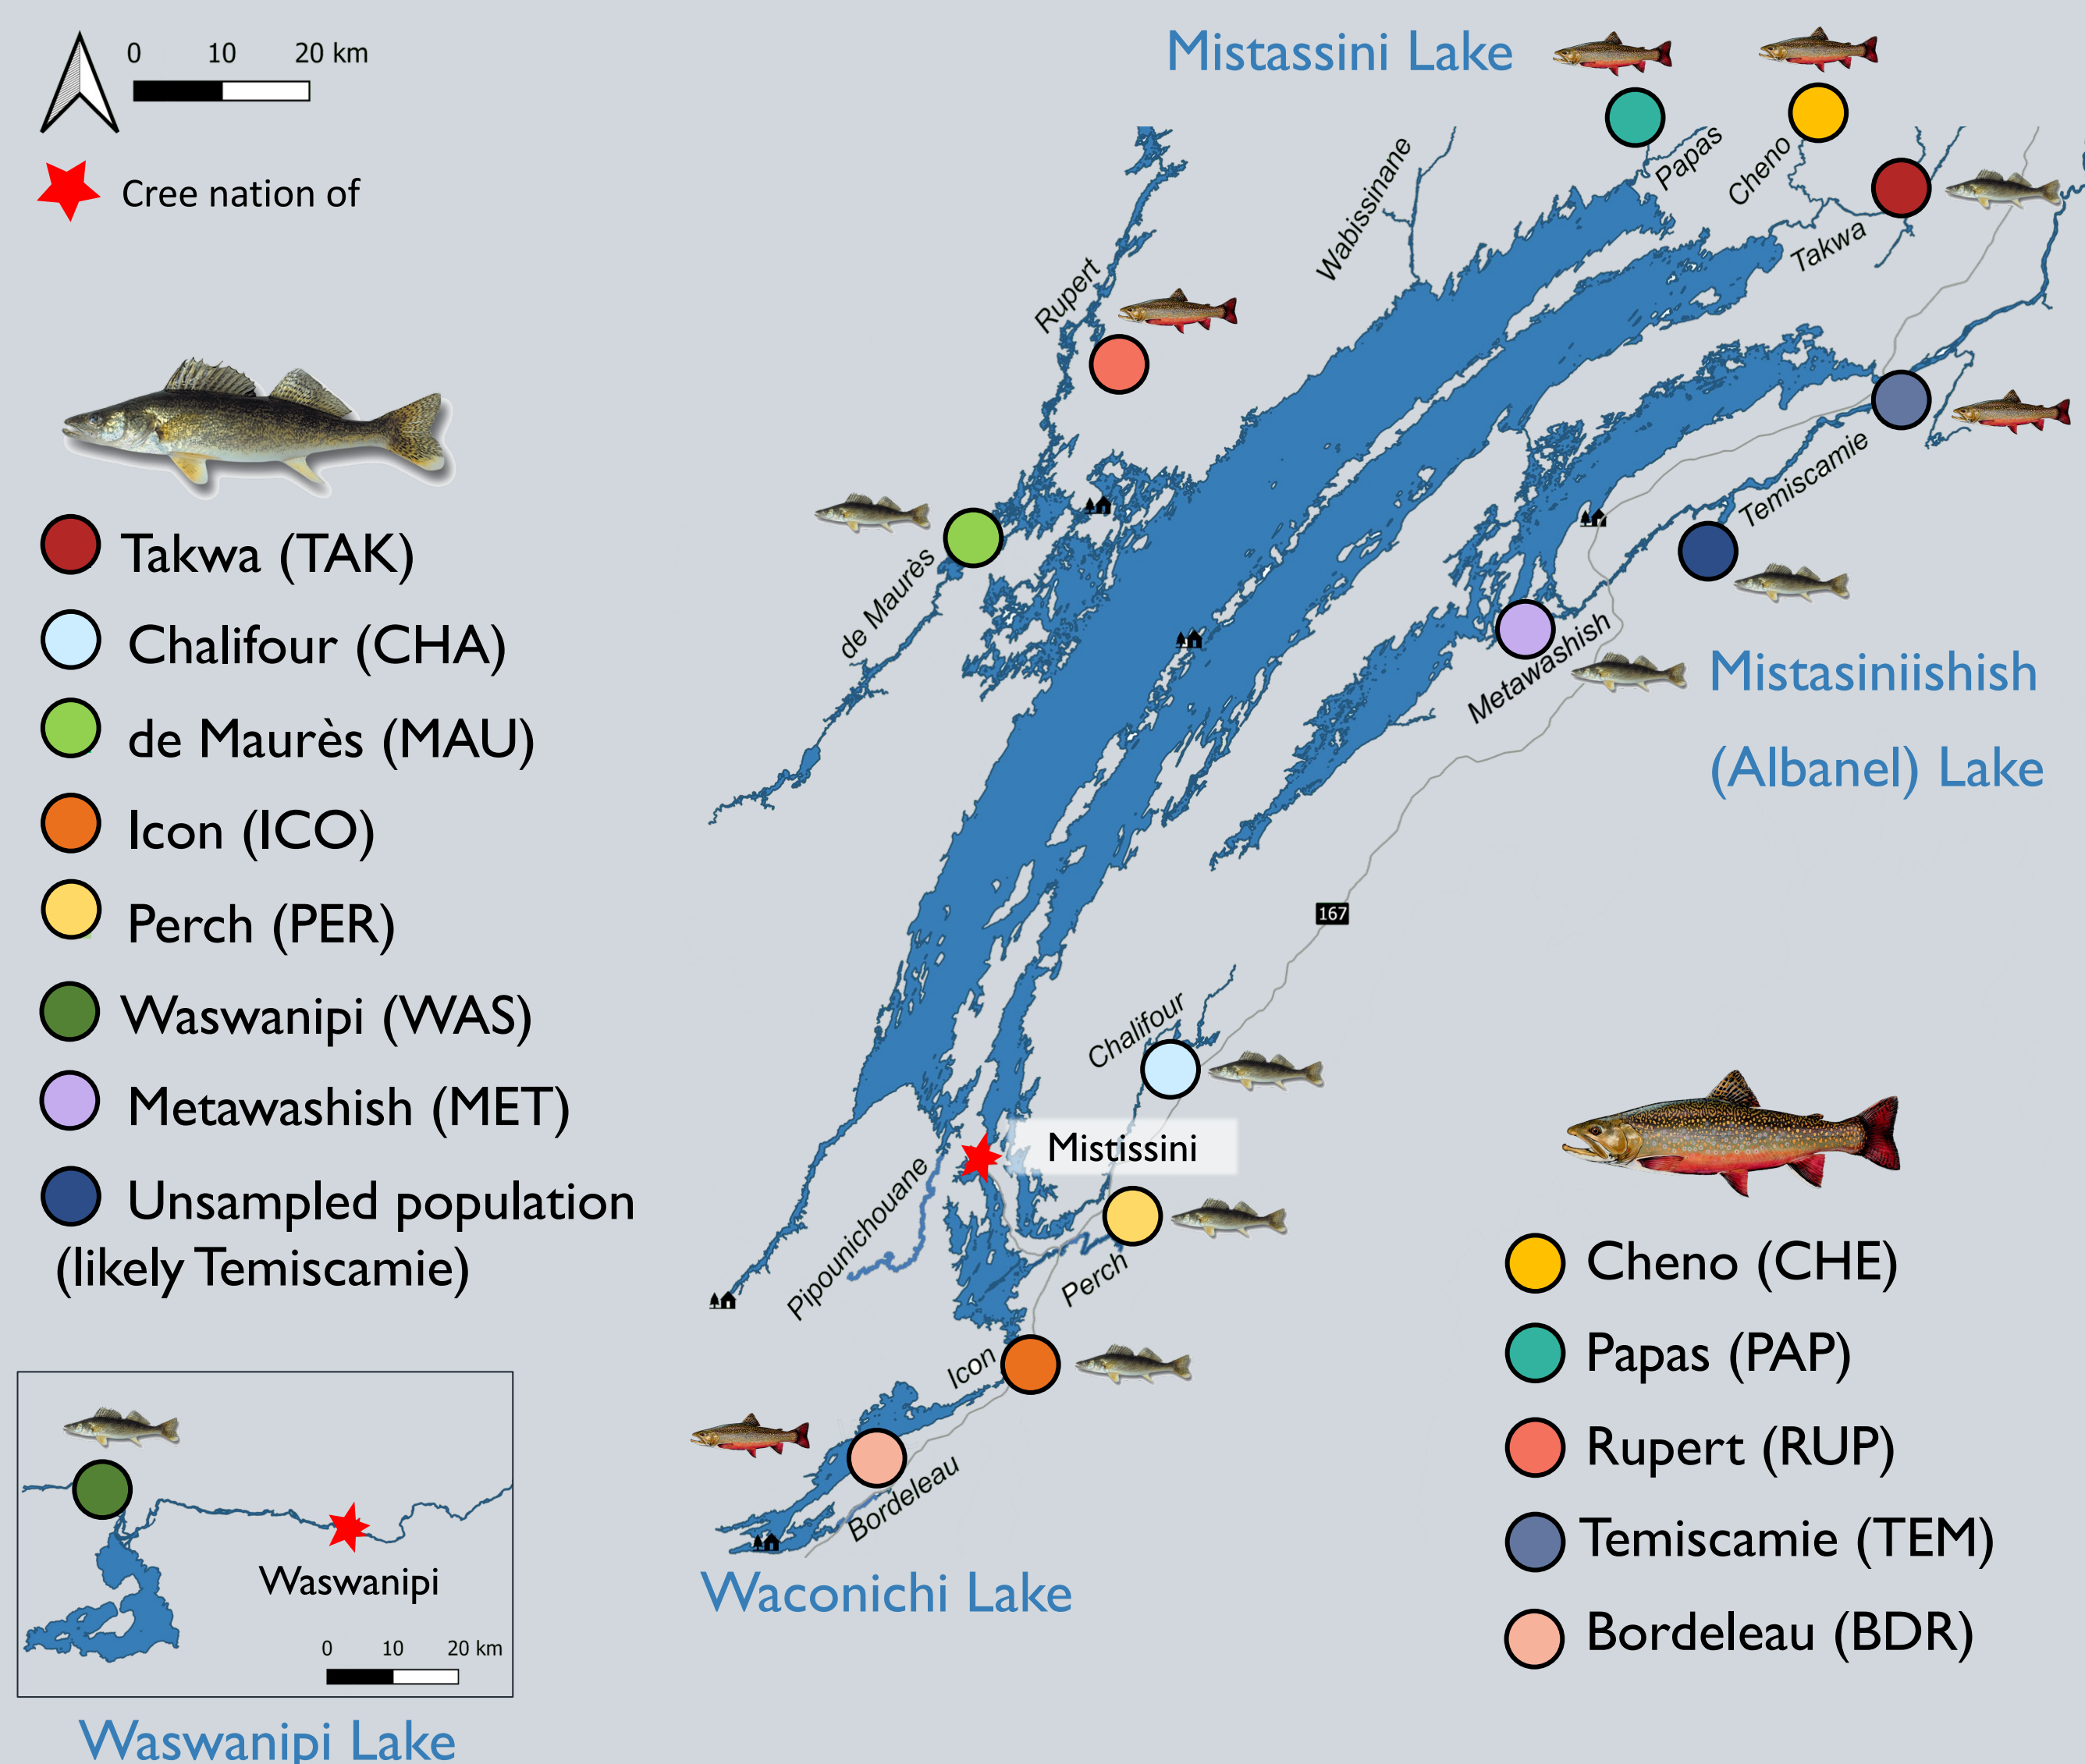 0 10 20 km
Cree nation of
Mistassini Lake
Papas
Cheno
Takwa
Wabissinane
Rupert
Temiscamie
de Maurès
Metawashish
Mistasiniishish
(Albanel) Lake
167
Chalifour
Mistissini
Pipounichouane
Perch
Icon
Bordeleau
Waconichi Lake
Takwa (TAK)
Chalifour (CHA)
de Maurès (MAU)
Icon (ICO)
Perch (PER)
Waswanipi (WAS)
Metawashish (MET)
Unsampled population
(likely Temiscamie)
Waswanipi
0 10 20 km
Waswanipi Lake
Cheno (CHE)
Papas (PAP)
Rupert (RUP)
Temiscamie (TEM)
Bordeleau (BDR)